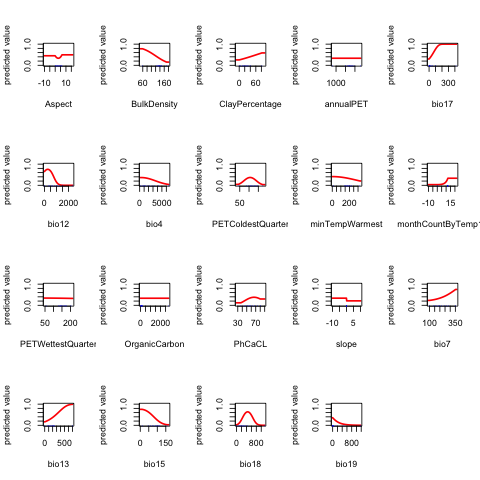 predicted value predicted value predicted value predicted value predicted value
0.0 1.0 0.0 1.0 0.0 1.0 0.0 1.0 0.0 1.0
-10 10 60 160 0 60 1000 0 300
Aspect BulkDensity ClayPercentage annualPET bio17
predicted value predicted value predicted value predicted value predicted value
0.0 1.0 0.0 1.0 0.0 1.0 0.0 1.0 0.0 1.0
0 2000 0 5000 50 0 200 -10 15
bio12 bio4 PETColdestQuarter minTempWarmest monthCountByTemp1
predicted value predicted value predicted value predicted value predicted value
0.0 1.0 0.0 1.0 0.0 1.0 0.0 1.0 0.0 1.0
50 200 0 2000 30 70 -10 5 100 350
PETWettestQuarter OrganicCarbon PhCaCL slope bio7
predicted value predicted value predicted value predicted value
0.0 1.0 0.0 1.0 0.0 1.0 0.0 1.0
0 500 0 150 0 800 0 800
bio13 bio15 bio18 bio19